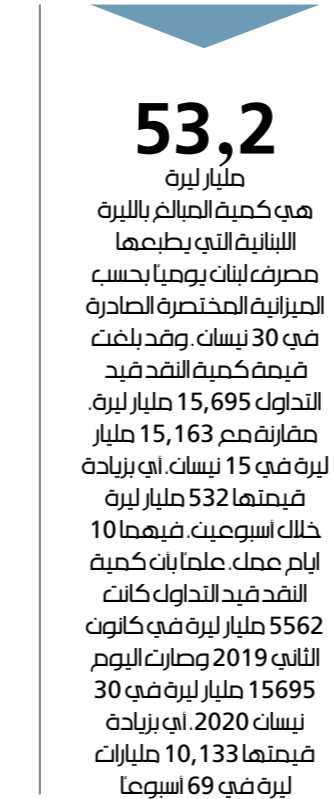 53,2
مليار ليرة
هي كمية المبالغ بالليرة
اللبنانية التي يطبعها
مصرف لبنان يومياً بحسب
الميزانية المختصرة الصادرة
في 30 نيسان. وقد بلغت
قيمة كمية النقد قيد
التداول 15,695 مليار ليرة،
مقارنة مع 15,163 مليار
ليرة في 15 نيسان، أي بزيادة
قيمتها 532 مليار ليرة
خلال أسبوعين، فيهما 10
ايام عمل. علماً بأن كمية
النقد قيد التداول كانت
5562 مليار ليرة في كانون
الثاني 2019 وصارت اليوم
15695 مليار ليرة في 30
نيسان 2020، أي بزيادة
قيمتها 10,133 مليارات
ليرة في 69 أسبوعاً